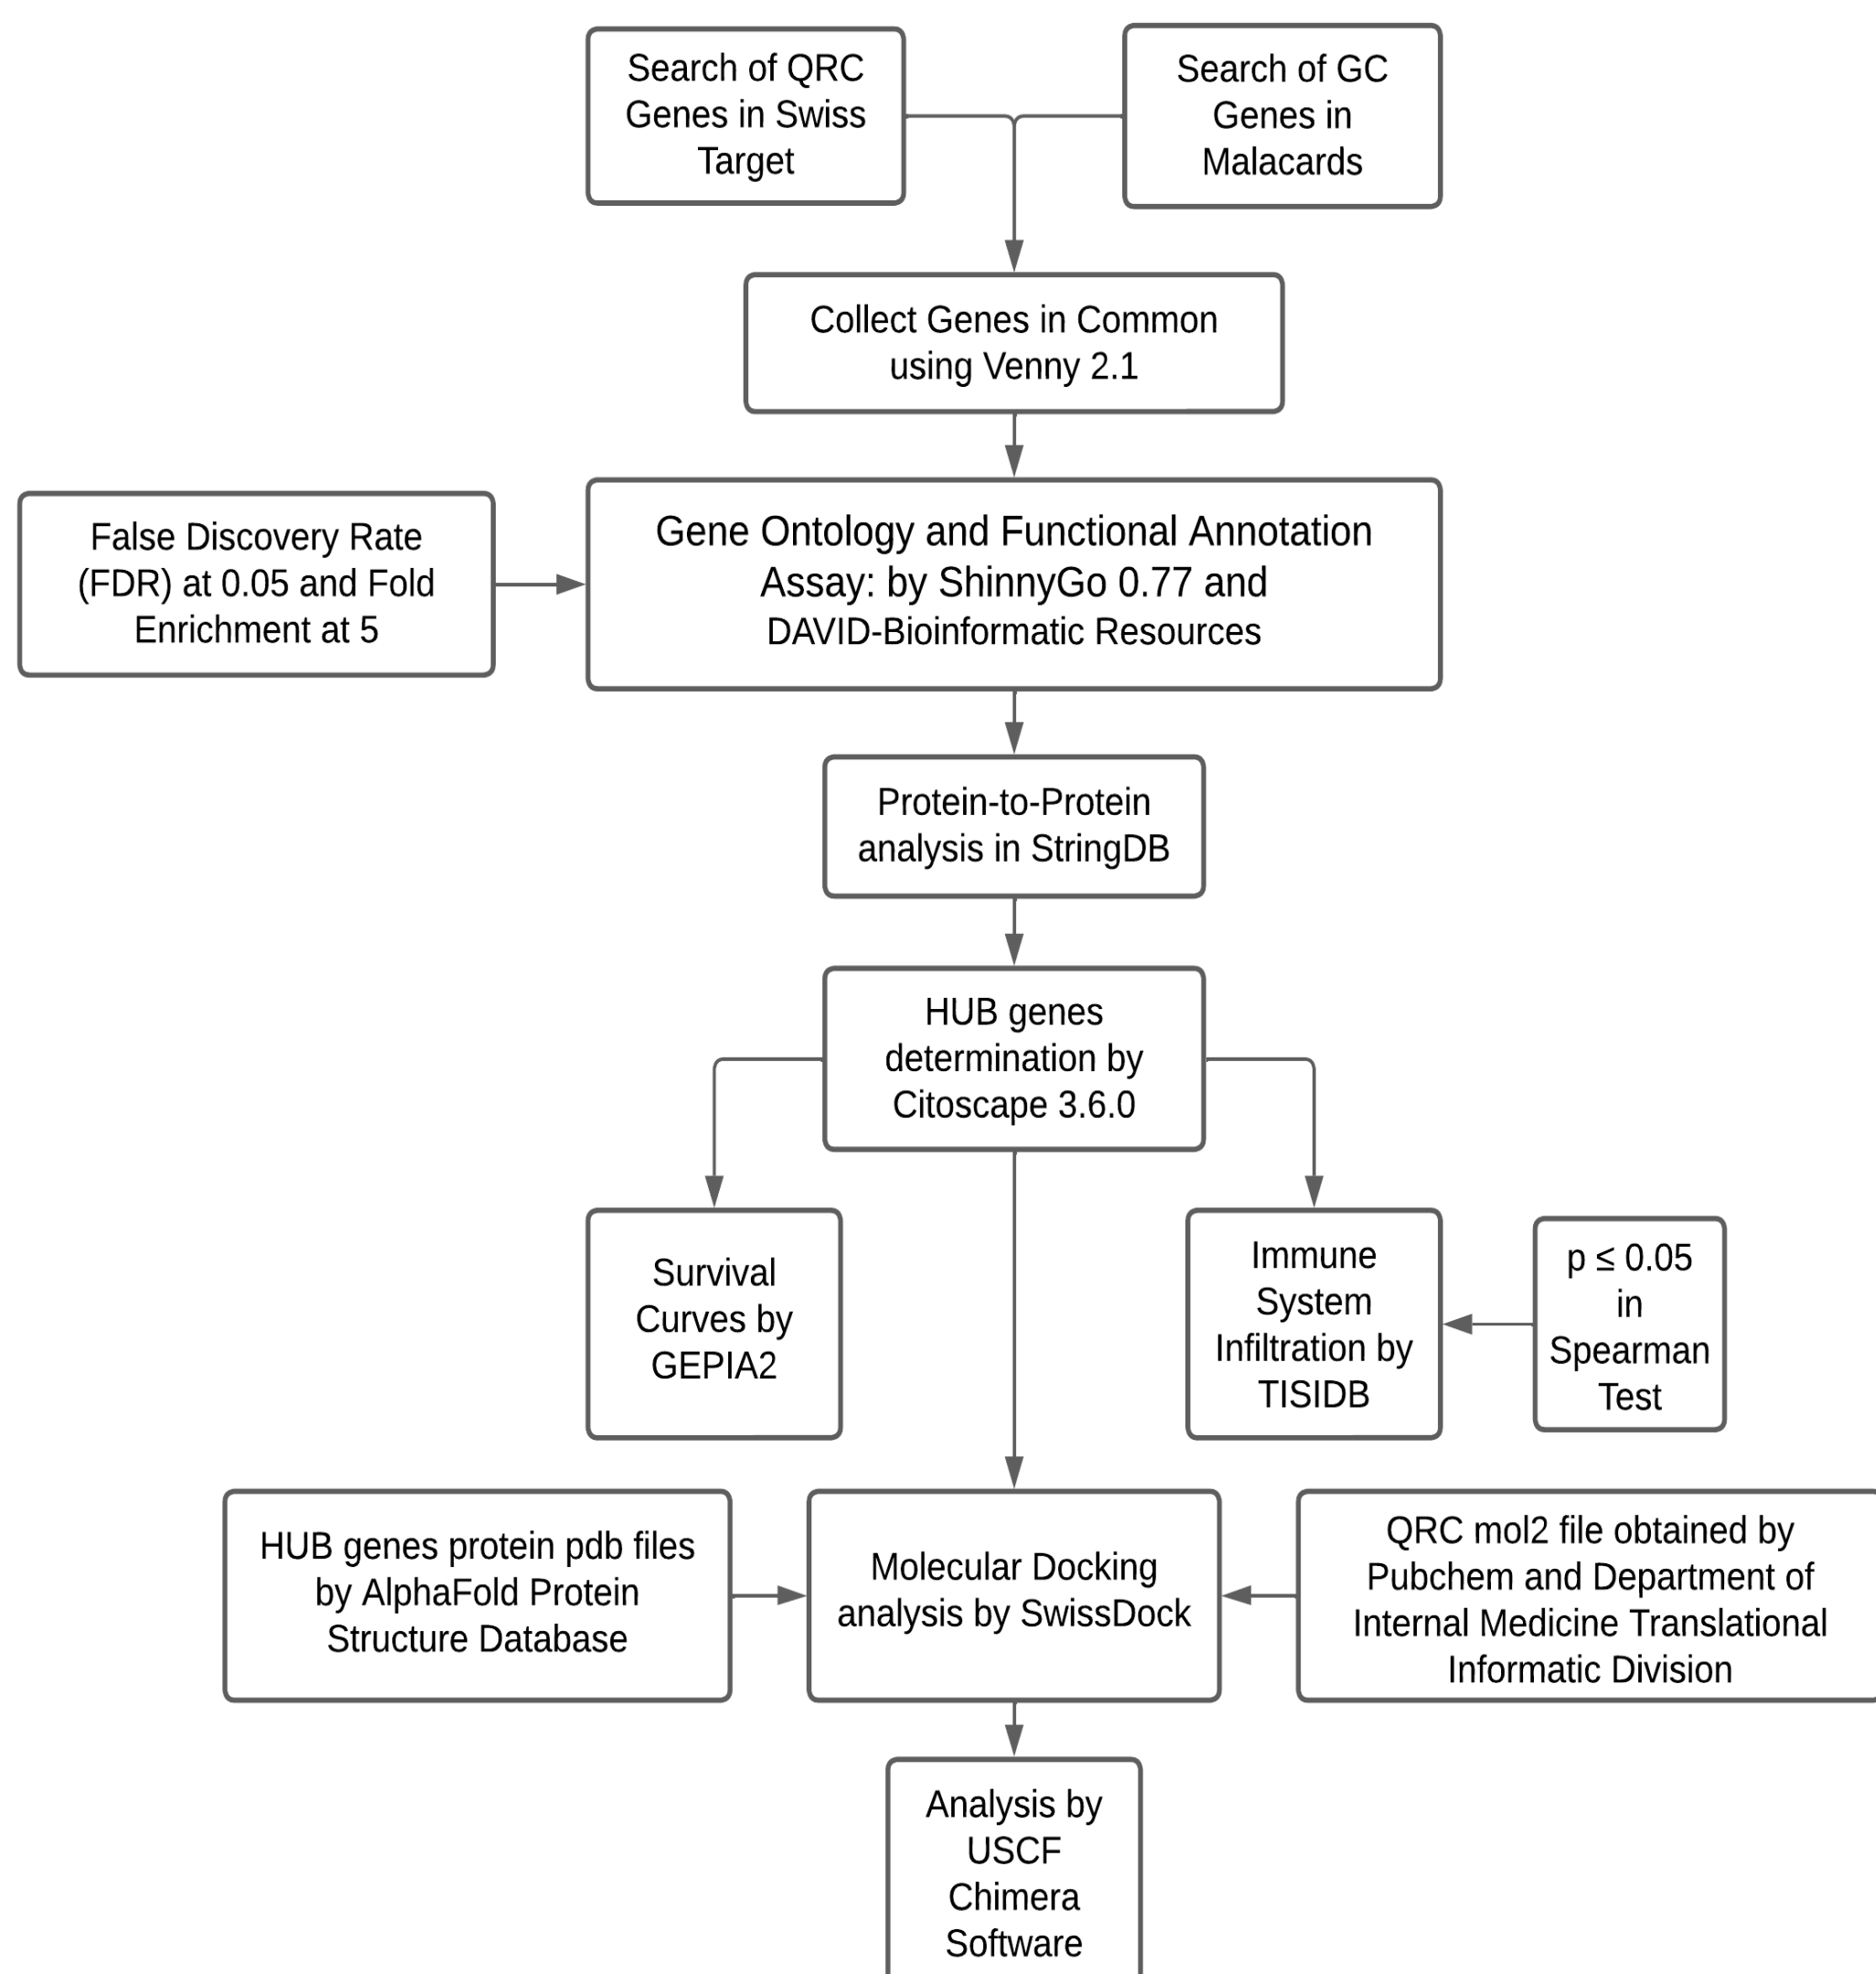 Search of QRC
Genes in Swiss
Target
Search of GC
Genes in
Malacards
Collect Genes in Common
using Venny 2.1
False Discovery Rate
(FDR) at 0.05 and Fold
Enrichment at 5
Gene Ontology and Functional Annotation
Assay: by ShinnyGo 0.77 and
DAVID-Bioinformatic Resources
Protein-to-Protein
analysis in StringDB
HUB genes
determination by
Citoscape 3.6.0
Survival
Curves by
GEPIA2
Immune
System
Infiltration by
TISIDB
p ≤ 0.05
in
Spearman
Test
HUB genes protein pdb files
by AlphaFold Protein
Structure Database
Molecular Docking
analysis by SwissDock
QRC mol2 file obtained by
Pubchem and Department of
Internal Medicine Translational
Informatic Division
Analysis by
USCF
Chimera
Software